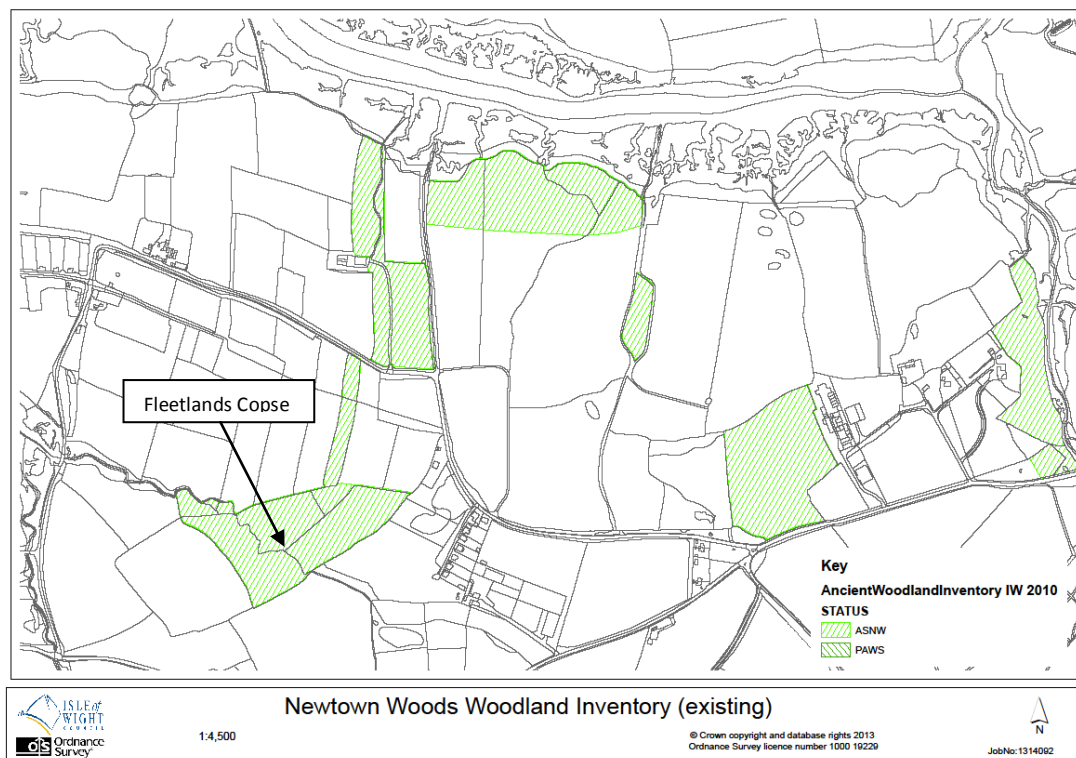 Fleetlands Copse
Key
AncientWoodlandInventory IW 2010
STATUS
ASNW
PAWS
ISLE of
WIGHT
COUNCIL
OS Ordnance
Survey
1:4,500
Newtown Woods Woodland Inventory (existing)
© Crown copyright and database rights 2013
Ordnance Survey licence number 1000 19229
N
JobNo:1314092